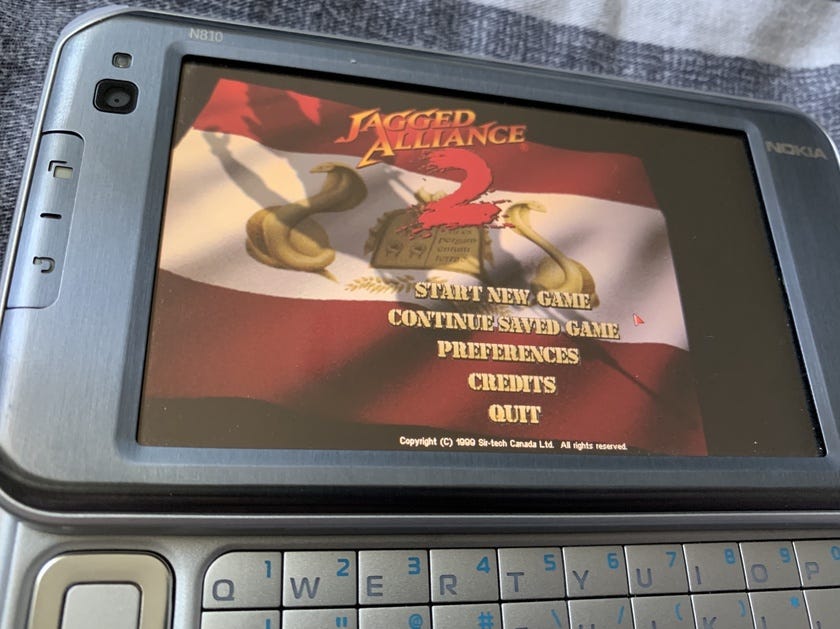 N810
NOKIA
JAGGED
ALLIANCE
2
START NEW GAME
CONTINUE SAVED GAME
PREFERENCES
CREDITS
QUIT
Copyright (C) 1999 Sir-tech Canada Ltd. All rights reserved.
Q 1 W 2 E 3 R 4 T 5 Y 6 U 7 I 8 O 9 P 0
! " @ # \ / ( ) *